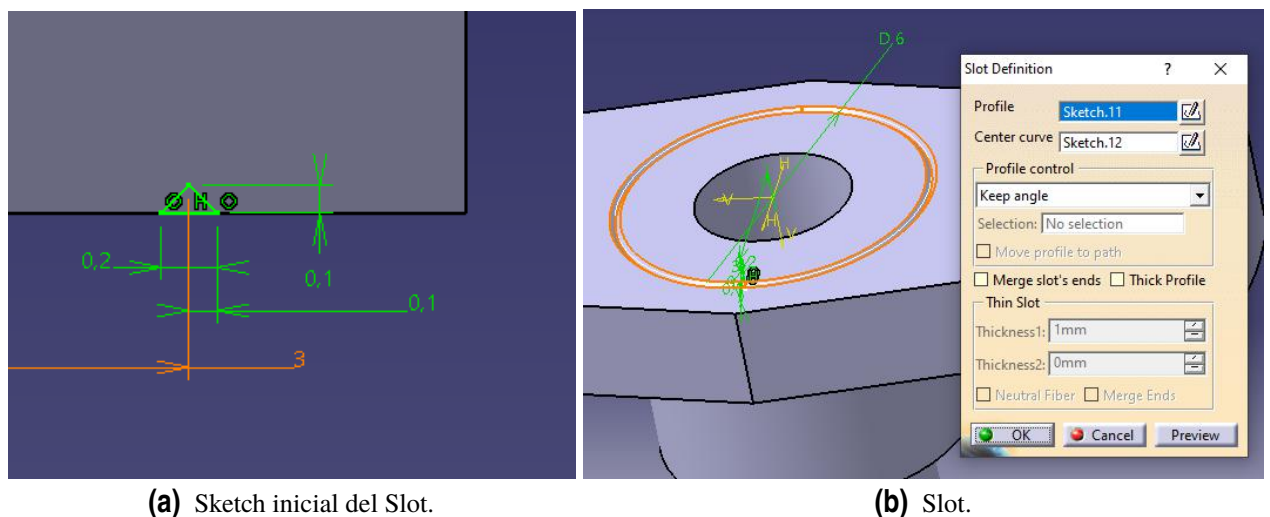 0,2
0,1
0,1
3
D 6
H
V
H
V
Slot Definition ? X
Profile Sketch.11
Center curve Sketch.12
Profile control
Keep angle
Selection: No selection
Move profile to path
Merge slot's ends Thick Profile
Thin Slot
Thickness1: 1mm
Thickness2: 0mm
Neutral Fiber Merge Ends
OK Cancel Preview
(a) Sketch inicial del Slot.
(b) Slot.